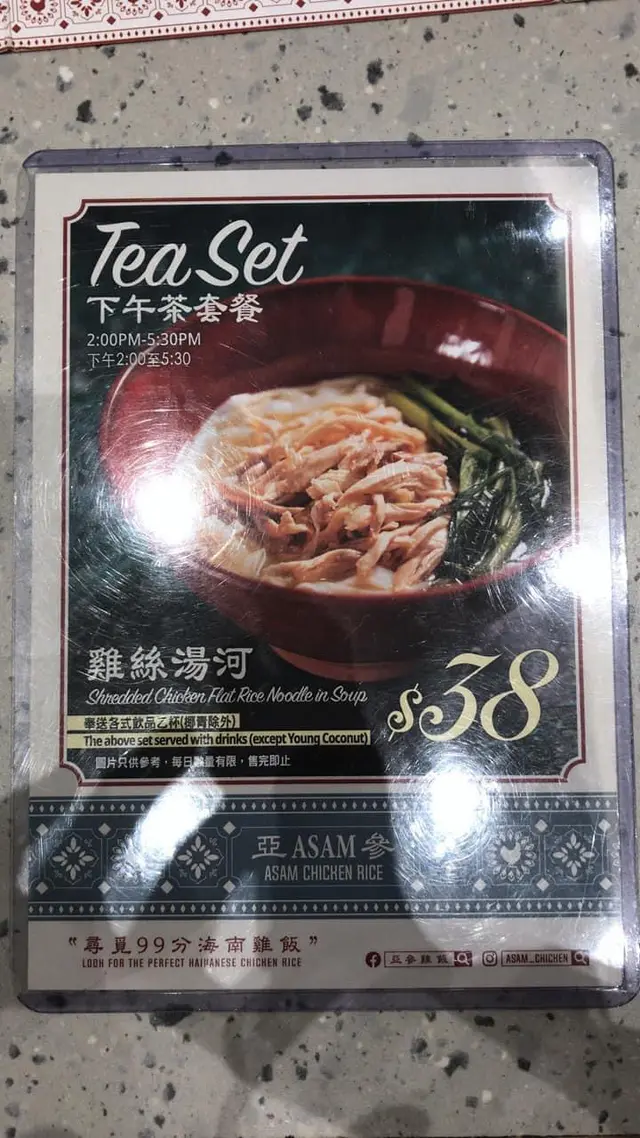 Tea Set
下午茶套餐
2:00PM-5:30PM
下午2:00至5:30
雞絲湯河
Shredded Chicken Flat Rice Noodle in Soup
$38
奉送各式飲品乙杯(椰青除外)
The above set served with drinks (except Young Coconut)
圖片只供參考，每日數量有限，售完即止
亞 ASAM 參
ASAM CHICKEN RICE
"尋覓99分海南雞飯"
LOOK FOR THE PERFECT HAINANESE CHICKEN RICE
亞參雞飯
ASAM_CHICKEN